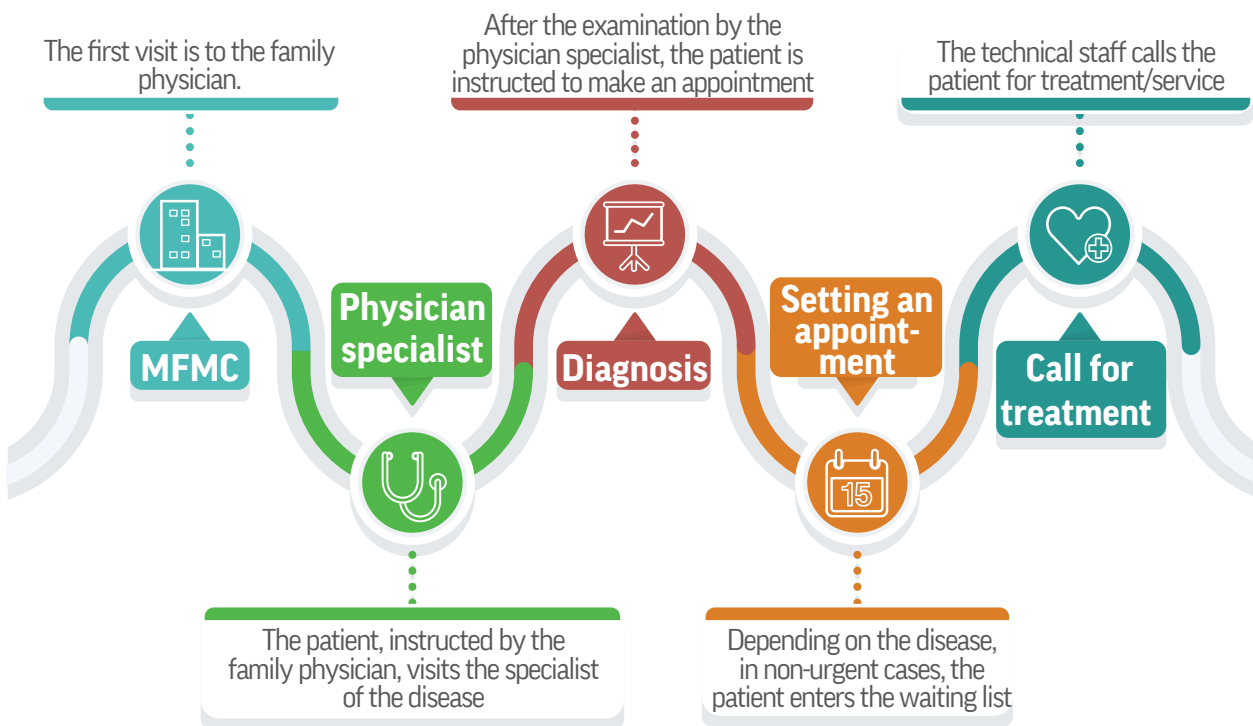 The first visit is to the family
physician.
After the examination by the
physician specialist, the patient is
instructed to make an appointment
The technical staff calls the
patient for treatment/service
MFMC
Physician
specialist
Diagnosis
Setting an
appoint-
ment
Call for
treatment
15
The patient, instructed by the
family physician, visits the specialist
of the disease
Depending on the disease,
in non-urgent cases, the
patient enters the waiting list